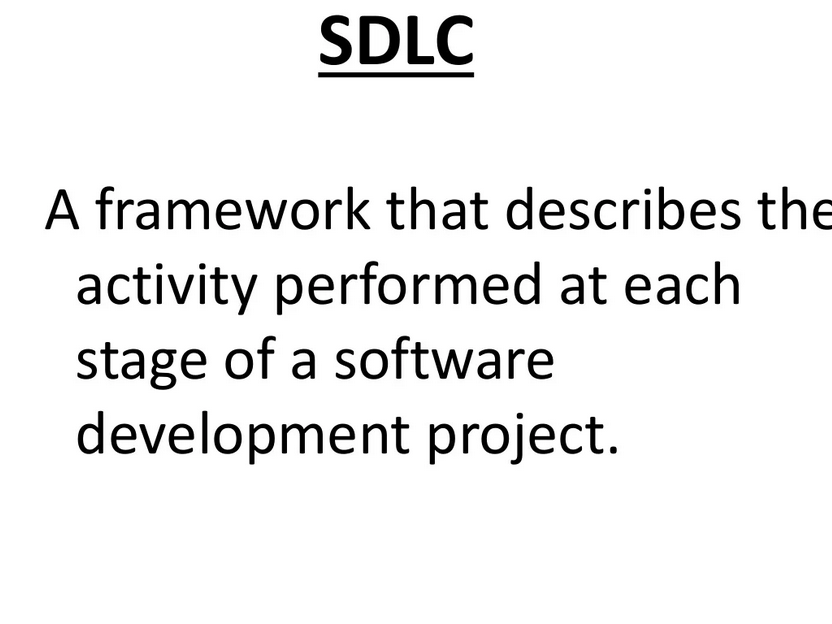 SDLC
A framework that describes the
activity performed at each
stage of a software
development project.